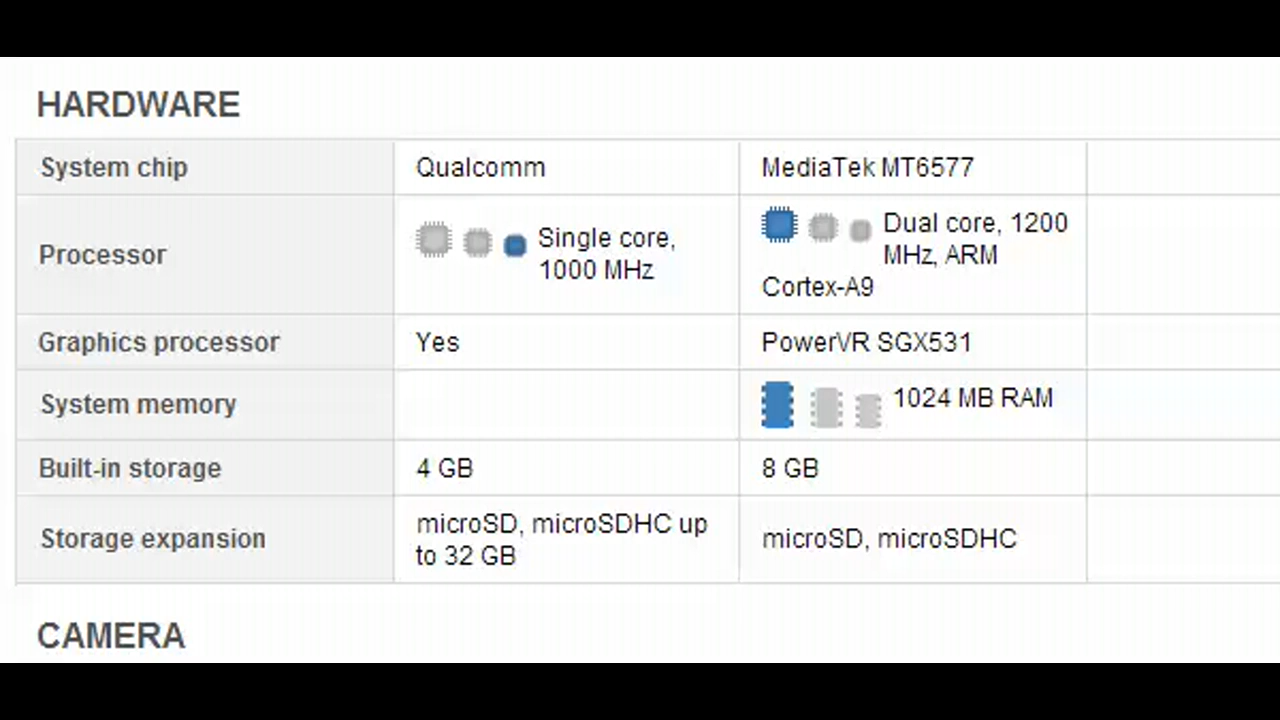 HARDWARE
System chip
Qualcomm
MediaTek MT6577
Processor
Single core,
1000 MHz
Dual core, 1200
MHz, ARM
Cortex-A9
Graphics processor
Yes
PowerVR SGX531
System memory
1024 MB RAM
Built-in storage
4 GB
8 GB
Storage expansion
microSD, microSDHC up
to 32 GB
microSD, microSDHC
CAMERA